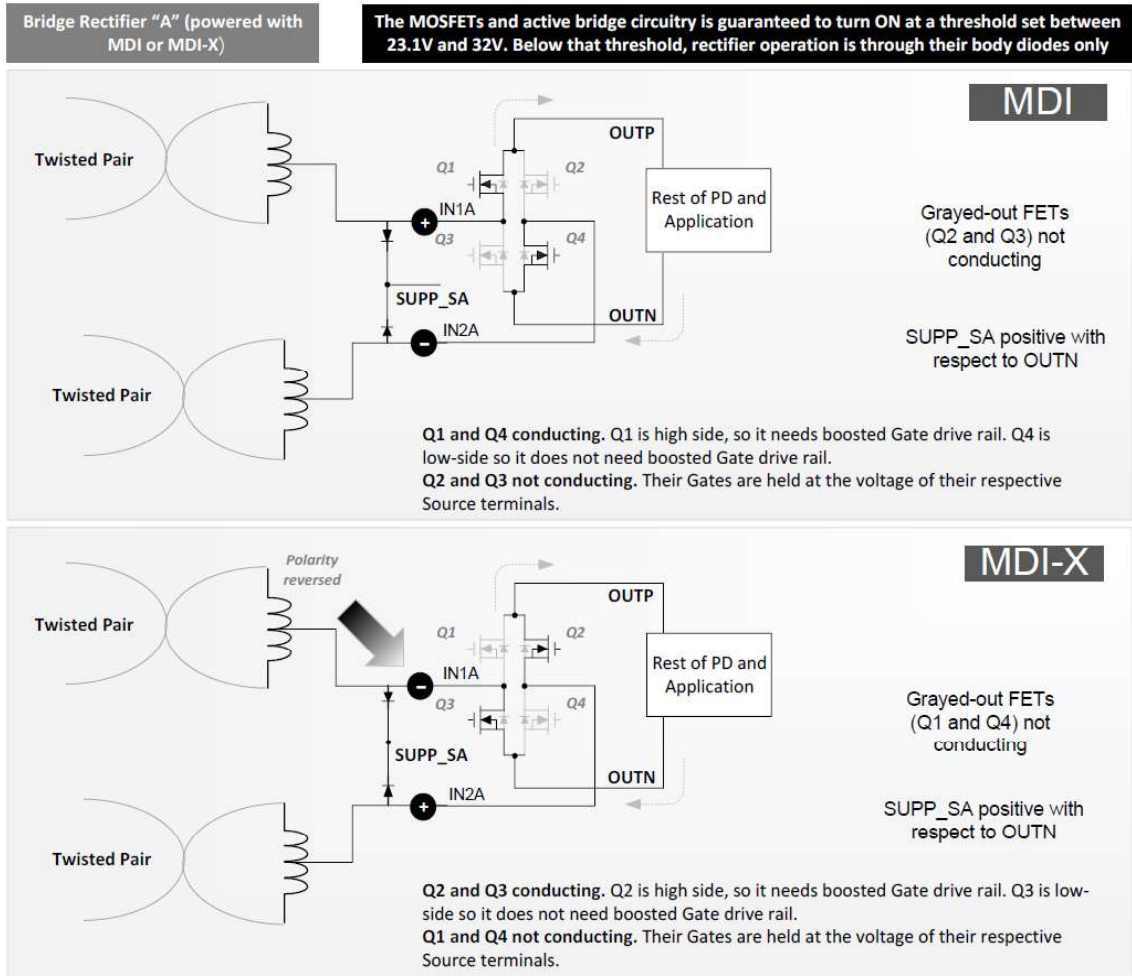 Bridge Rectifier “A” (powered with
MDI or MDI-X)
The MOSFETs and active bridge circuitry is guaranteed to turn ON at a threshold set between
23.1V and 32V. Below that threshold, rectifier operation is through their body diodes only
MDI
OUTP
Twisted Pair
Q1
Q2
Rest of PD and
Application
IN1A
+
Grayed-out FETs
(Q2 and Q3) not
conducting
Q3
Q4
SUPP_SA
OUTN
IN2A
-
SUPP_SA positive with
respect to OUTN
Twisted Pair
Q1 and Q4 conducting. Q1 is high side, so it needs boosted Gate drive rail. Q4 is
low-side so it does not need boosted Gate drive rail.
Q2 and Q3 not conducting. Their Gates are held at the voltage of their respective
Source terminals.
Polarity
reversed
MDI-X
OUTP
Twisted Pair
Q1
Q2
Rest of PD and
Application
IN1A
-
Grayed-out FETs
(Q1 and Q4) not
conducting
Q3
Q4
SUPP_SA
OUTN
IN2A
+
SUPP_SA positive with
respect to OUTN
Twisted Pair
Q2 and Q3 conducting. Q2 is high side, so it needs boosted Gate drive rail. Q3 is low-
side so it does not need boosted Gate drive rail.
Q1 and Q4 not conducting. Their Gates are held at the voltage of their respective
Source terminals.